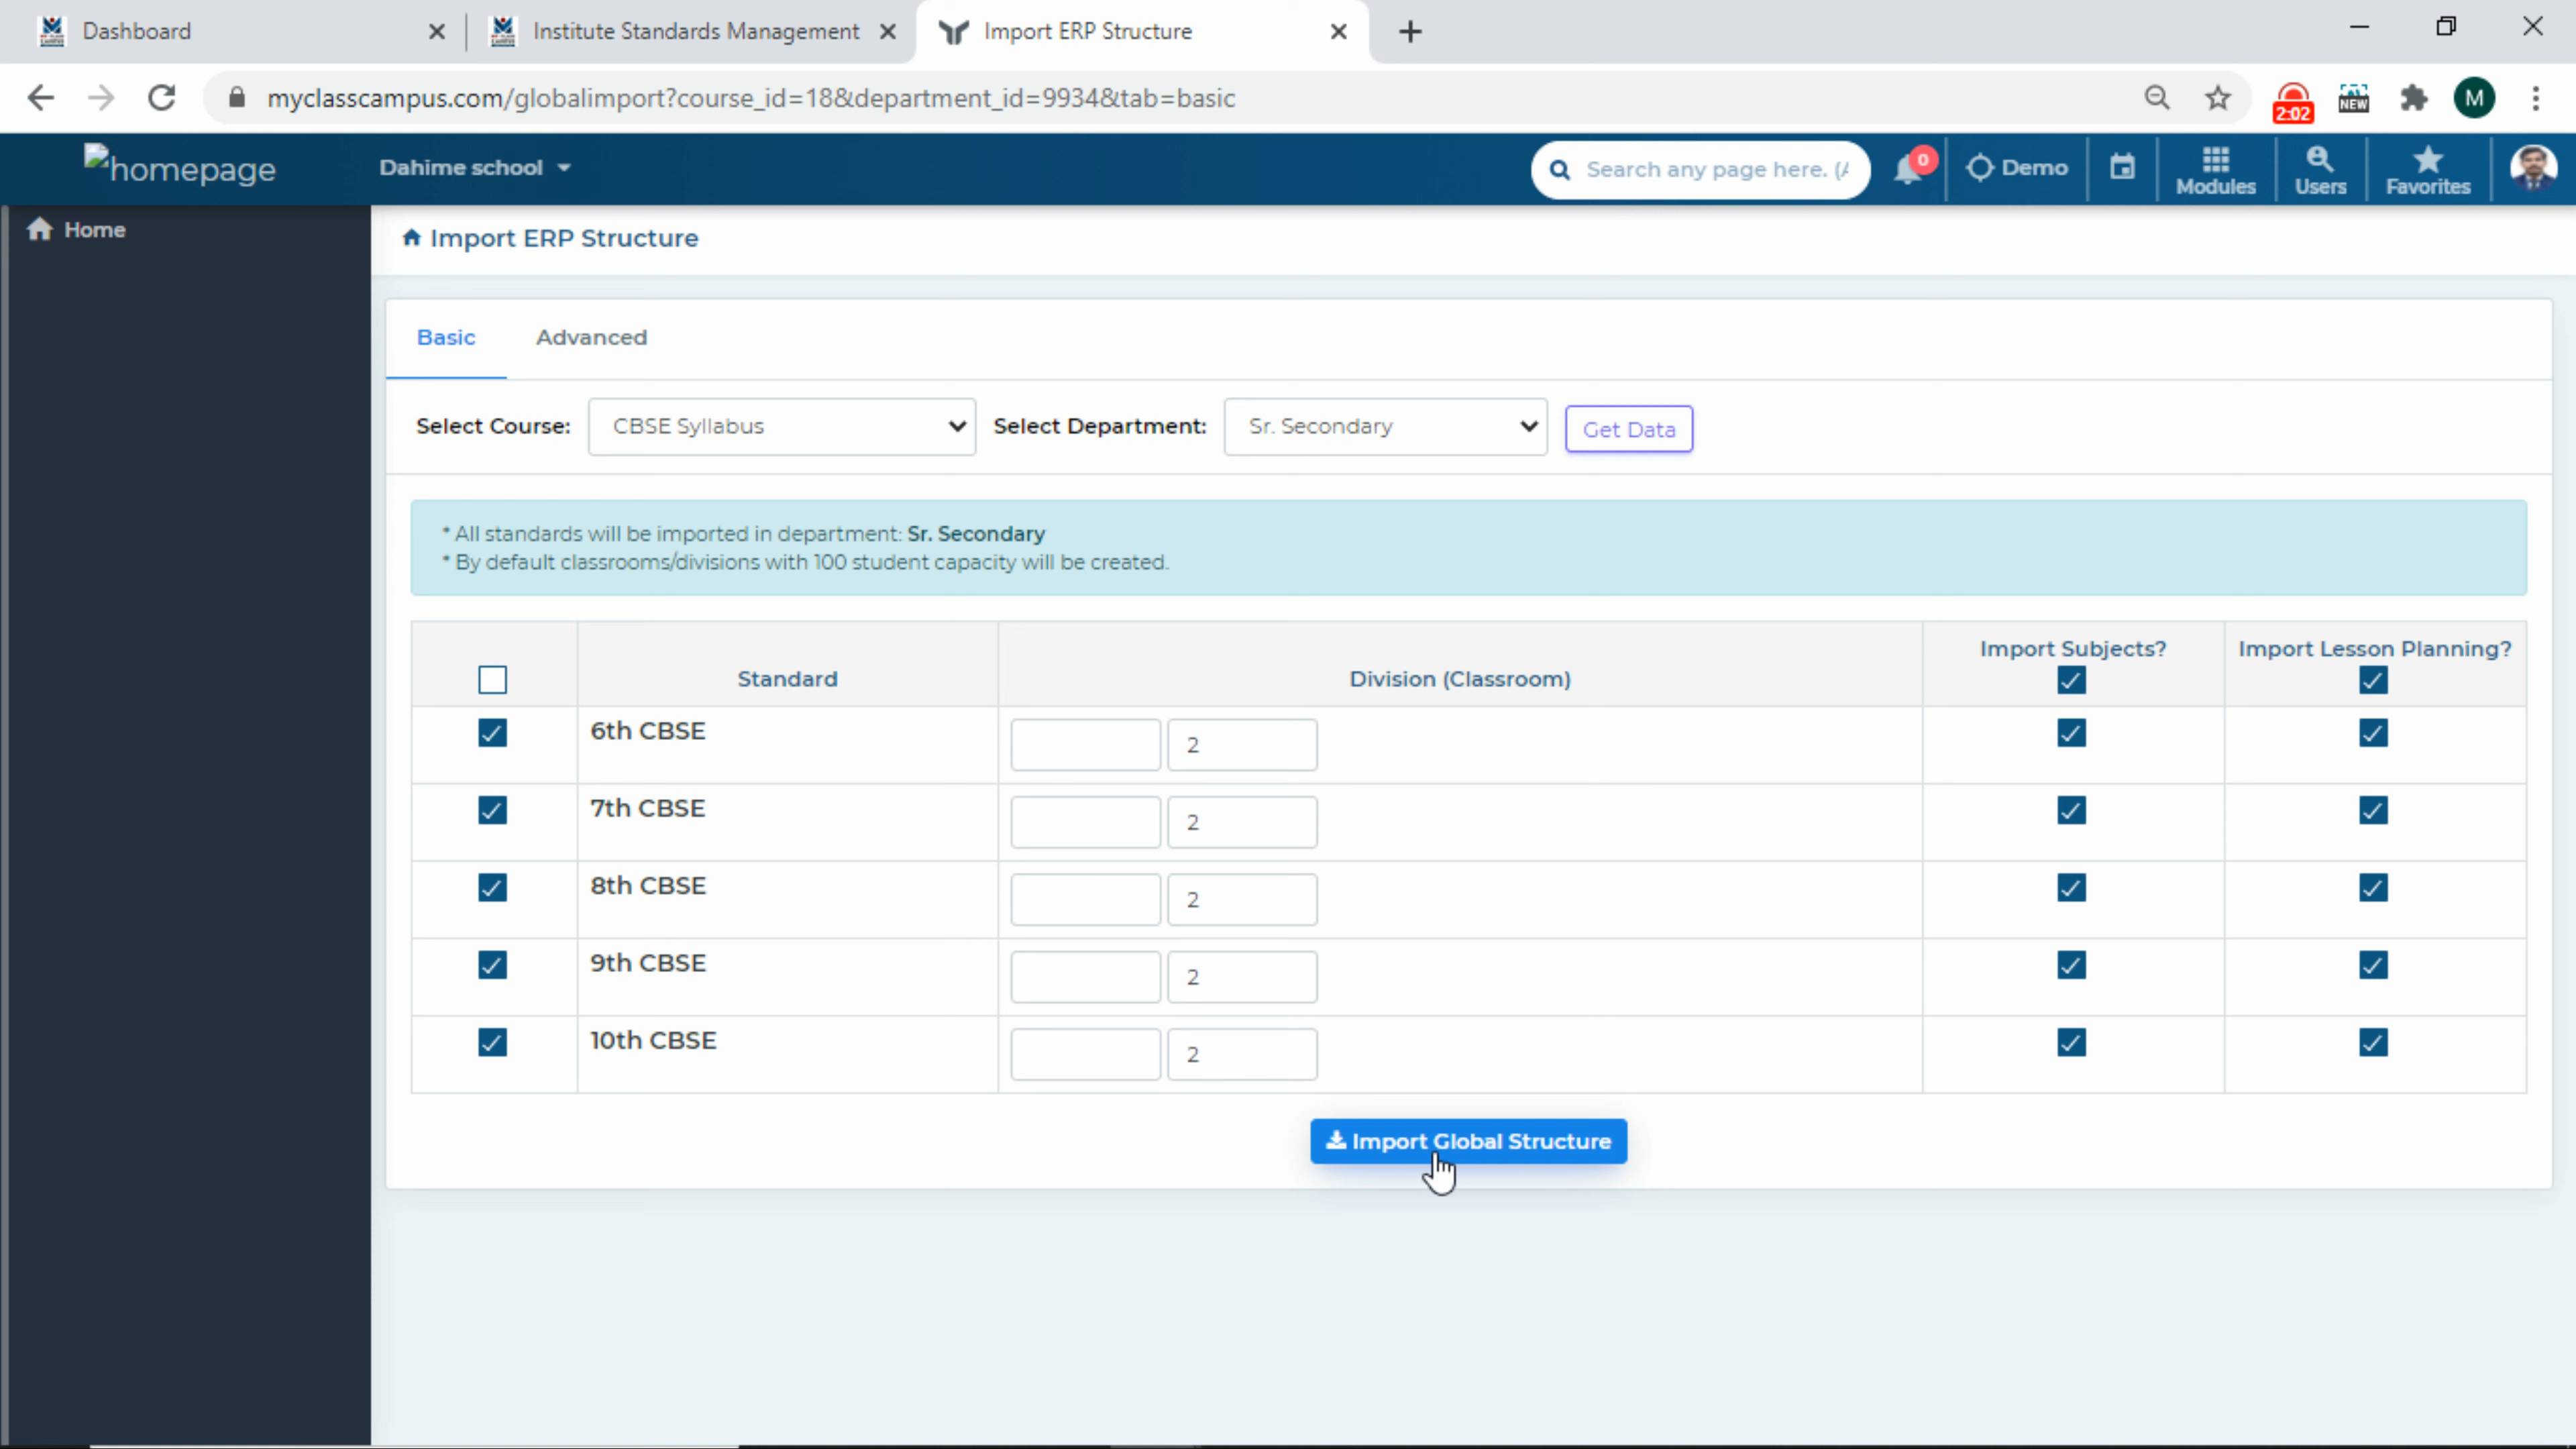 Dashboard
Institute Standards Management
Import ERP Structure
myclasscampus.com/globalimport?course_id=18&department_id=9934&tab=basic
2:02
NEW
M
homepage
Dahime school
Search any page here. (A
0
Demo
Modules
Users
Favorites
Home
Import ERP Structure
Basic
Advanced
Select Course:
CBSE Syllabus
Select Department:
Sr. Secondary
Get Data
* All standards will be imported in department: Sr. Secondary
* By default classrooms/divisions with 100 student capacity will be created.
Standard
Division (Classroom)
Import Subjects?
Import Lesson Planning?
6th CBSE
2
7th CBSE
2
8th CBSE
2
9th CBSE
2
10th CBSE
2
Import Global Structure